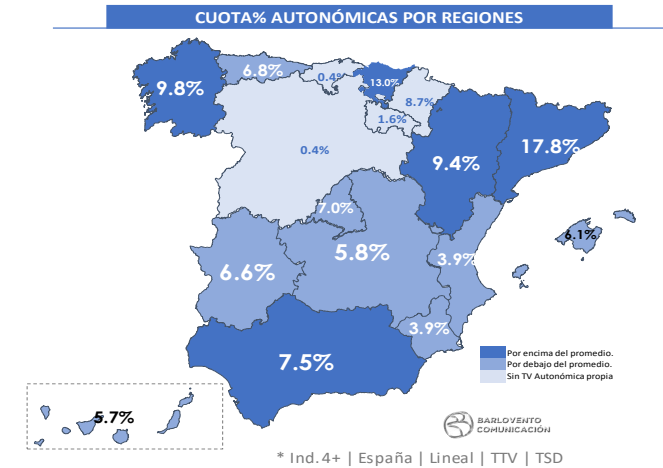 CUOTA% AUTONÓMICAS POR REGIONES
9.8%
6.8%
0.4%
13.0%
8.7%
1.6%
0.4%
9.4%
17.8%
7.0%
5.8%
6.1%
6.6%
3.9%
3.9%
7.5%
5.7%
Por encima del promedio.
Por debajo del promedio.
Sin TV Autonómica propia
BARLOVENTO
COMUNICACIÓN
* Ind. 4+ | España | Lineal | TTV | TSD